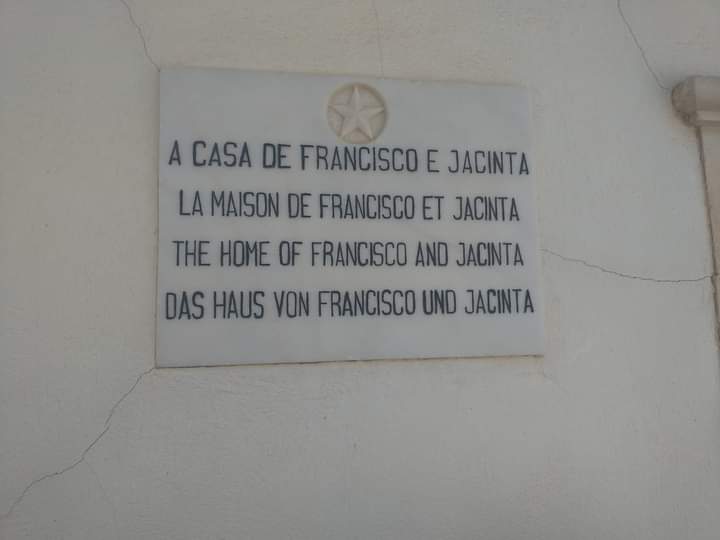 A CASA DE FRANCISCO E JACINTA
LA MAISON DE FRANCISCO ET JACINTA
THE HOME OF FRANCISCO AND JACINTA
DAS HAUS VON FRANCISCO UND JACINTA